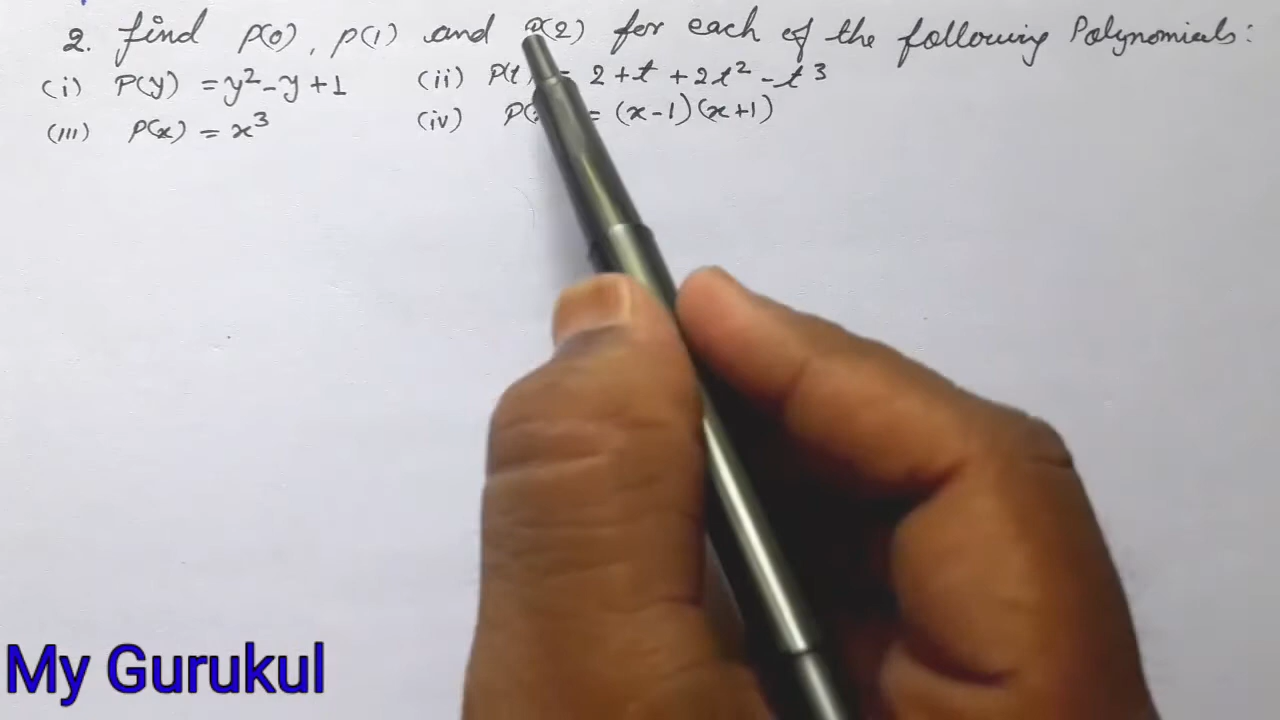 2. find p(0), p(1) and p(2) for each of the following Polynomials:
(i) P(y) = y² - y + 1 (ii) P(t) = 2 + t + 2t² - t³
(iii) P(x) = x³ (iv) P( = (x-1)(x+1)
My Gurukul